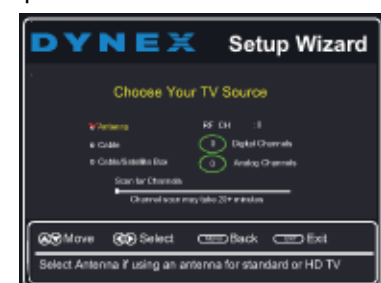 DYNEX Setup Wizard
Choose Your TV Source
Antenna RF CH :
Cable Digital Channels
Cable/Satellite Box 0 Analog Channels
Scan for Channels
Channel scan may take 20+ minutes
Move Select Back Exit
Select Antenna if using an antenna for standard or HD TV